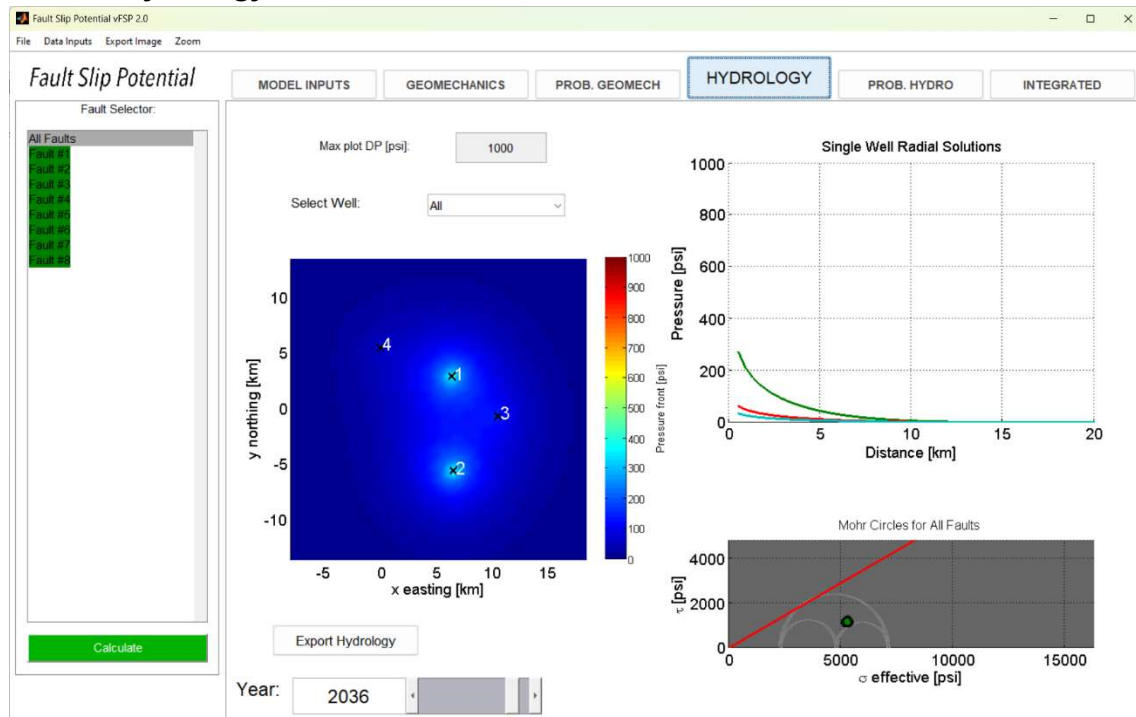 Fault Slip Potential vFSP 2.0
File Data Inputs Export Image Zoom
Fault Slip Potential
MODEL INPUTS
GEOMECHANICS
PROB. GEOMECH
HYDROLOGY
PROB. HYDRO
INTEGRATED
Fault Selector:
All Faults
Fault #1
Fault #2
Fault #3
Fault #4
Fault #5
Fault #6
Fault #7
Fault #8
Calculate
Max plot DP [psi]: 1000
Select Well: All
10
5
0
-5
-10
y northing [km]
4
1
3
2
-5 0 5 10 15
x easting [km]
1000
900
800
700
600
500
400
300
200
100
0
Pressure front [psi]
Export Hydrology
Year: 2036
Single Well Radial Solutions
1000
800
600
400
200
0
Pressure [psi]
0 5 10 15 20
Distance [km]
Mohr Circles for All Faults
4000
2000
0
τ [psi]
0 5000 10000 15000
σ effective [psi]